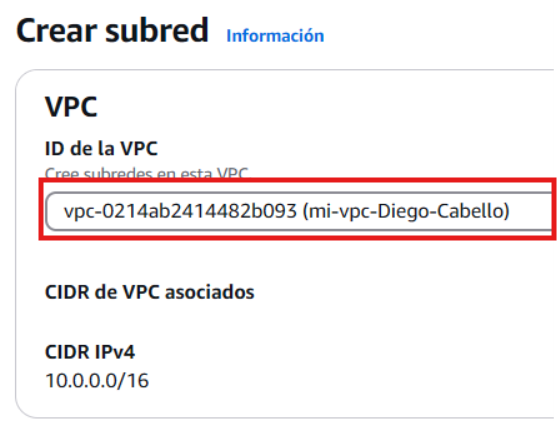 Crear subred Información
VPC
ID de la VPC
Cree subredes en esta VPC
vpc-0214ab2414482b093 (mi-vpc-Diego-Cabello)
CIDR de VPC asociados
CIDR IPv4
10.0.0.0/16